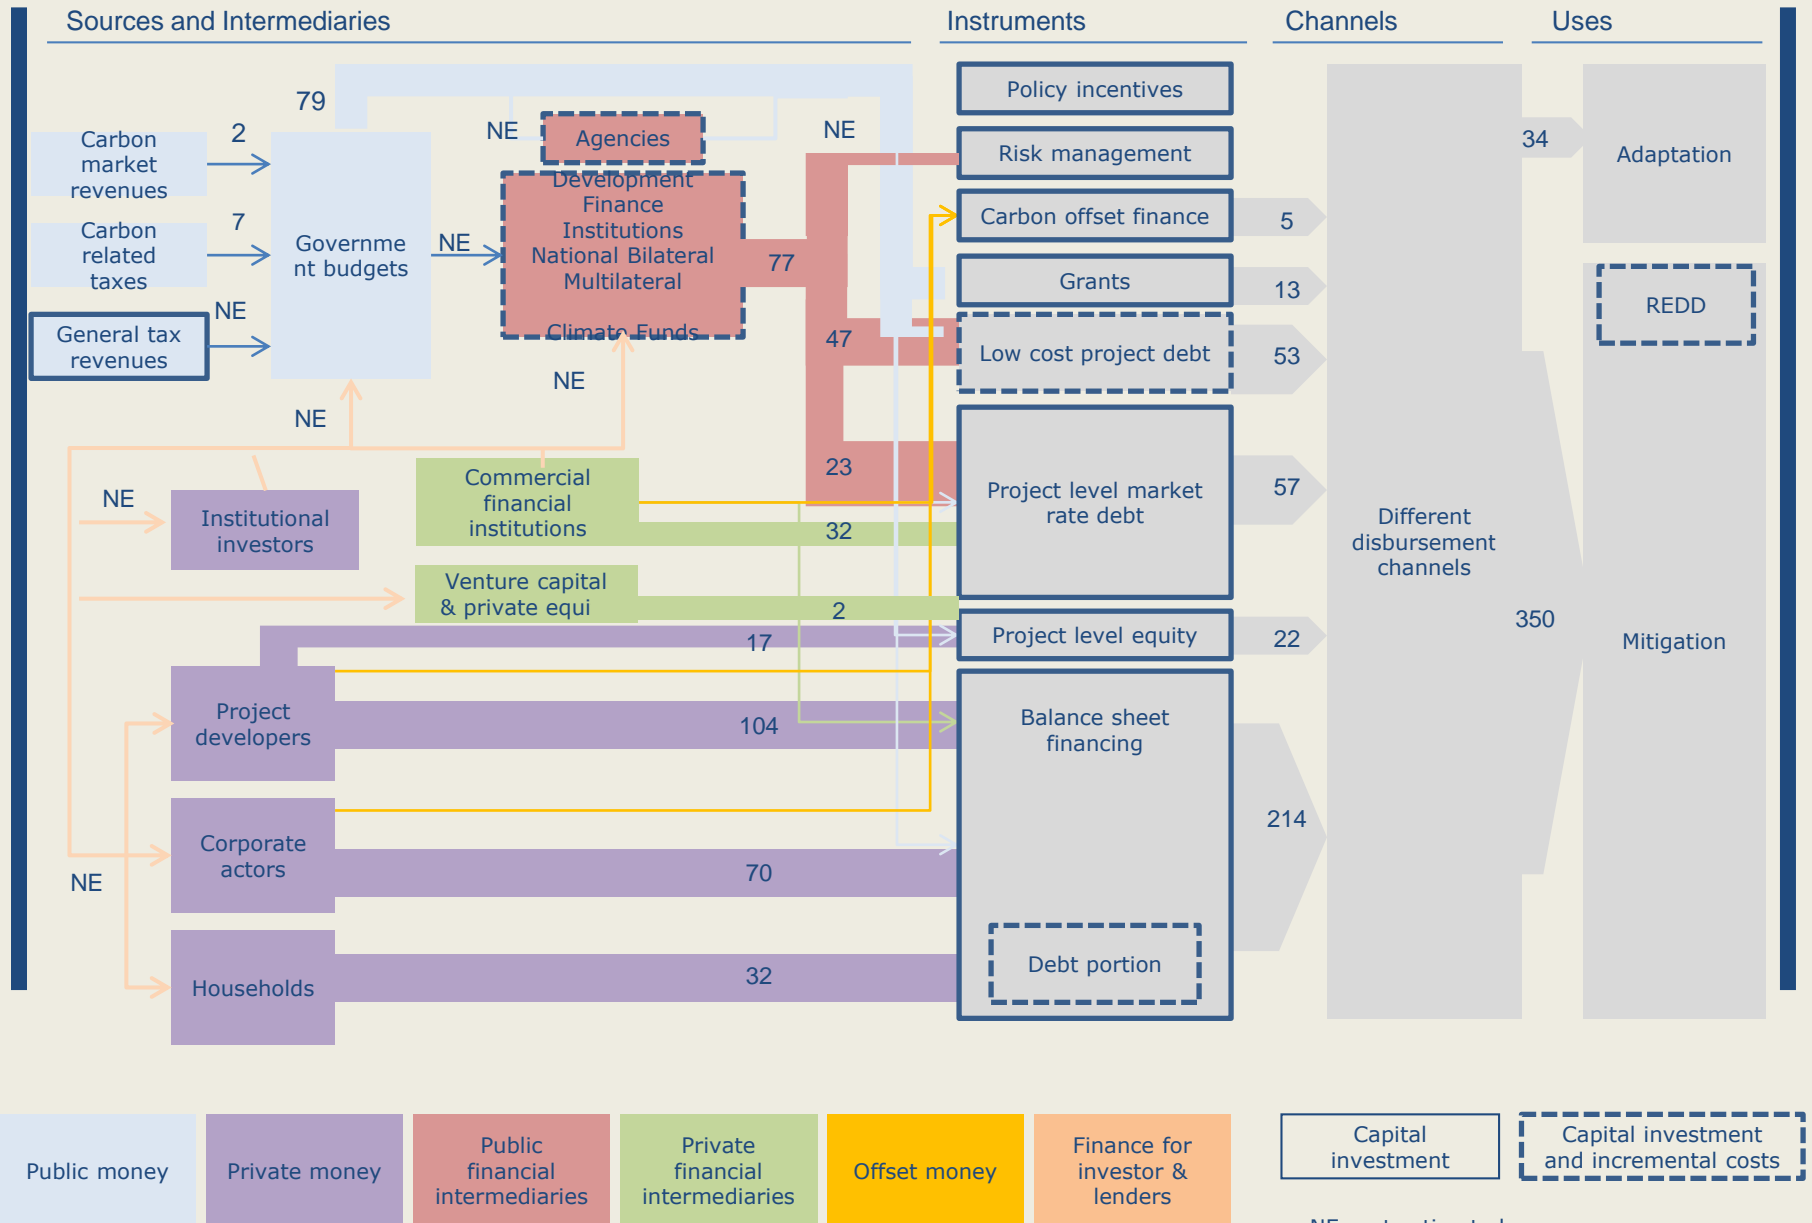 Sources and Intermediaries
Instruments
Channels
Uses
79
Carbon
market
revenues
2
Carbon
related
taxes
7
General tax
revenues
NE
Governme
nt budgets
NE
NE
Agencies
NE
Development
Finance
Institutions
National Bilateral
Multilateral
Climate Funds
77
47
23
NE
NE
NE
Institutional
investors
Commercial
financial
institutions
32
Venture capital
& private equi
2
17
Project
developers
104
Corporate
actors
70
NE
Households
32
Policy incentives
Risk management
Carbon offset finance
Grants
Low cost project debt
Project level market
rate debt
Project level equity
Balance sheet
financing
Debt portion
5
13
53
57
22
214
Different
disbursement
channels
34
350
Adaptation
REDD
Mitigation
Public money
Private money
Public
financial
intermediaries
Private
financial
intermediaries
Offset money
Finance for
investor &
lenders
Capital
investment
Capital investment
and incremental costs